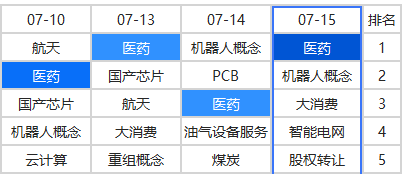 07-10 07-13 07-14 07-15 排名
航天 医药 机器人概念 医药 1
医药 国产芯片 PCB 机器人概念 2
国产芯片 航天 医药 大消费 3
机器人概念 大消费 油气设备服务 智能电网 4
云计算 重组概念 煤炭 股权转让 5